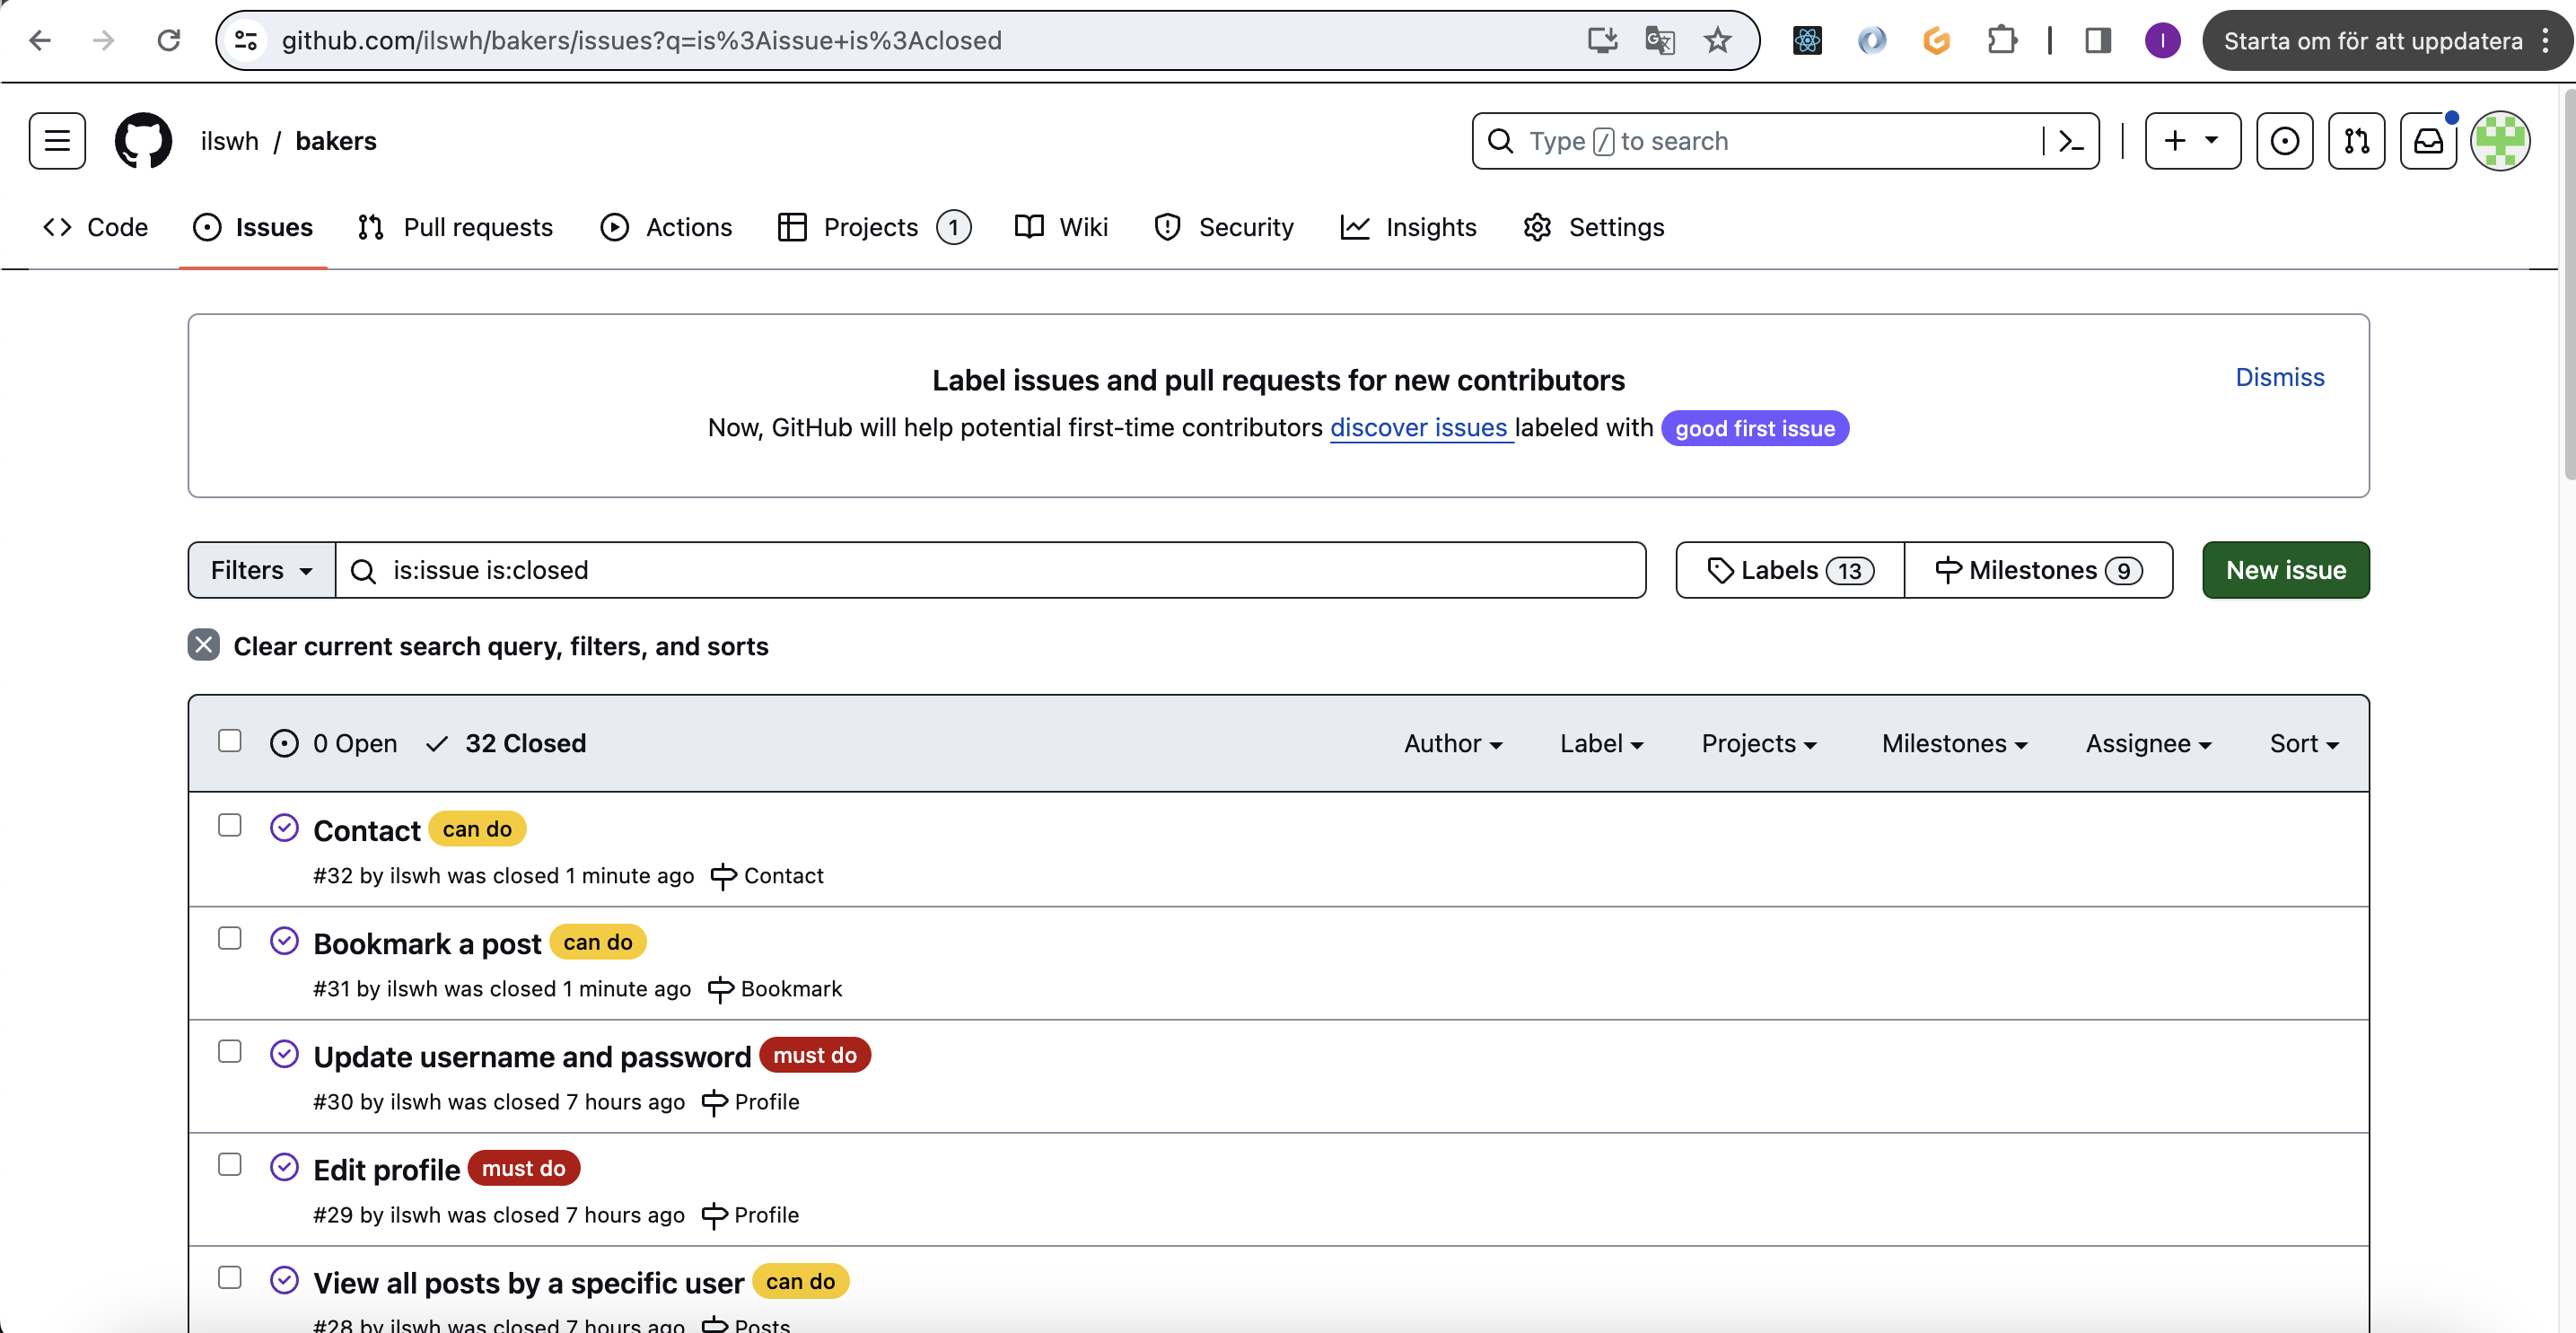 github.com/ilswh/bakers/issues?q=is%3Aissue+is%3Aclosed
I
Starta om för att uppdatera
ilswh / bakers
Type / to search
Code
Issues
Pull requests
Actions
Projects 1
Wiki
Security
Insights
Settings
Label issues and pull requests for new contributors
Dismiss
Now, GitHub will help potential first-time contributors discover issues labeled with good first issue
Filters
is:issue is:closed
Labels 13
Milestones 9
New issue
Clear current search query, filters, and sorts
0 Open
32 Closed
Author
Label
Projects
Milestones
Assignee
Sort
Contact can do
#32 by ilswh was closed 1 minute ago Contact
Bookmark a post can do
#31 by ilswh was closed 1 minute ago Bookmark
Update username and password must do
#30 by ilswh was closed 7 hours ago Profile
Edit profile must do
#29 by ilswh was closed 7 hours ago Profile
View all posts by a specific user can do
#28 by ilswh was closed 7 hours ago Posts